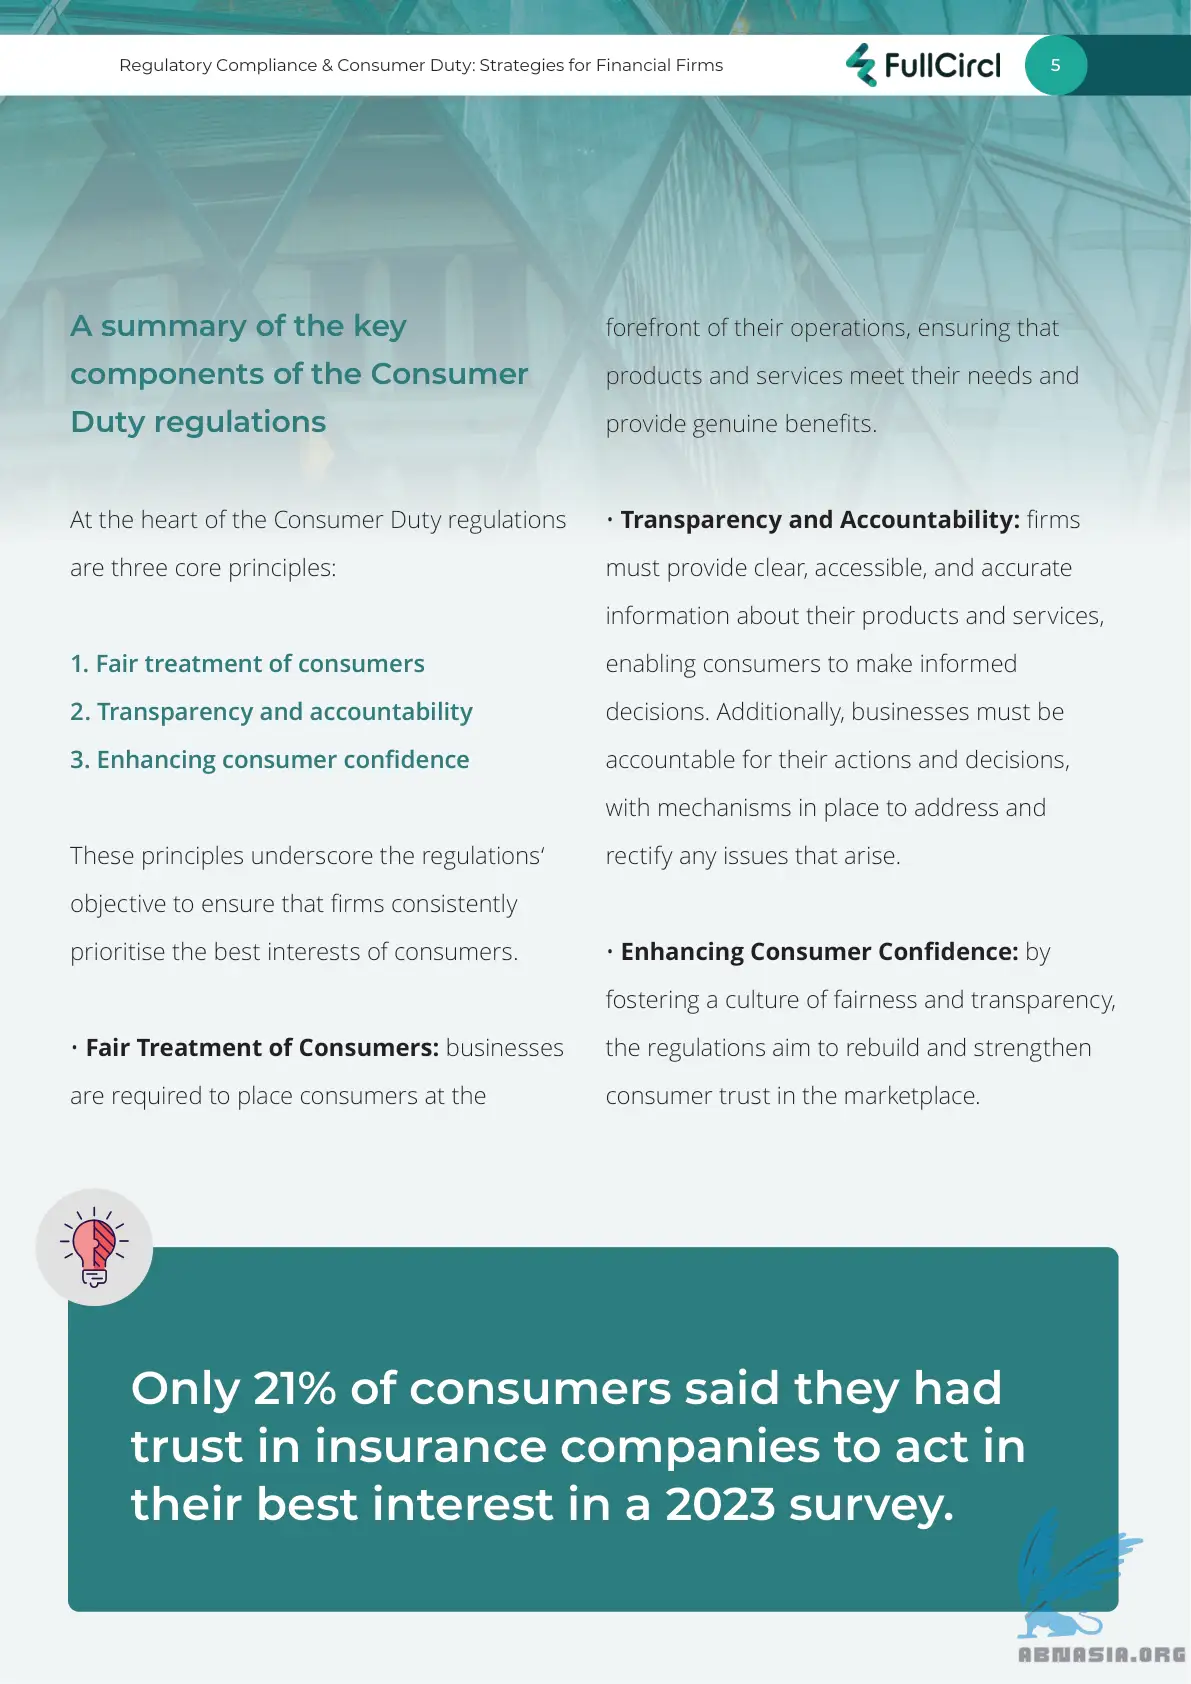 Regulatory Compliance & Consumer Duty: Strategies for Financial Firms
FullCircl
5
A summary of the key
components of the Consumer
Duty regulations
At the heart of the Consumer Duty regulations
are three core principles:
1. Fair treatment of consumers
2. Transparency and accountability
3. Enhancing consumer confidence
These principles underscore the regulations‘
objective to ensure that firms consistently
prioritise the best interests of consumers.
· Fair Treatment of Consumers: businesses
are required to place consumers at the
forefront of their operations, ensuring that
products and services meet their needs and
provide genuine benefits.
· Transparency and Accountability: firms
must provide clear, accessible, and accurate
information about their products and services,
enabling consumers to make informed
decisions. Additionally, businesses must be
accountable for their actions and decisions,
with mechanisms in place to address and
rectify any issues that arise.
· Enhancing Consumer Confidence: by
fostering a culture of fairness and transparency,
the regulations aim to rebuild and strengthen
consumer trust in the marketplace.
Only 21% of consumers said they had
trust in insurance companies to act in
their best interest in a 2023 survey.
ABNASIA.ORG